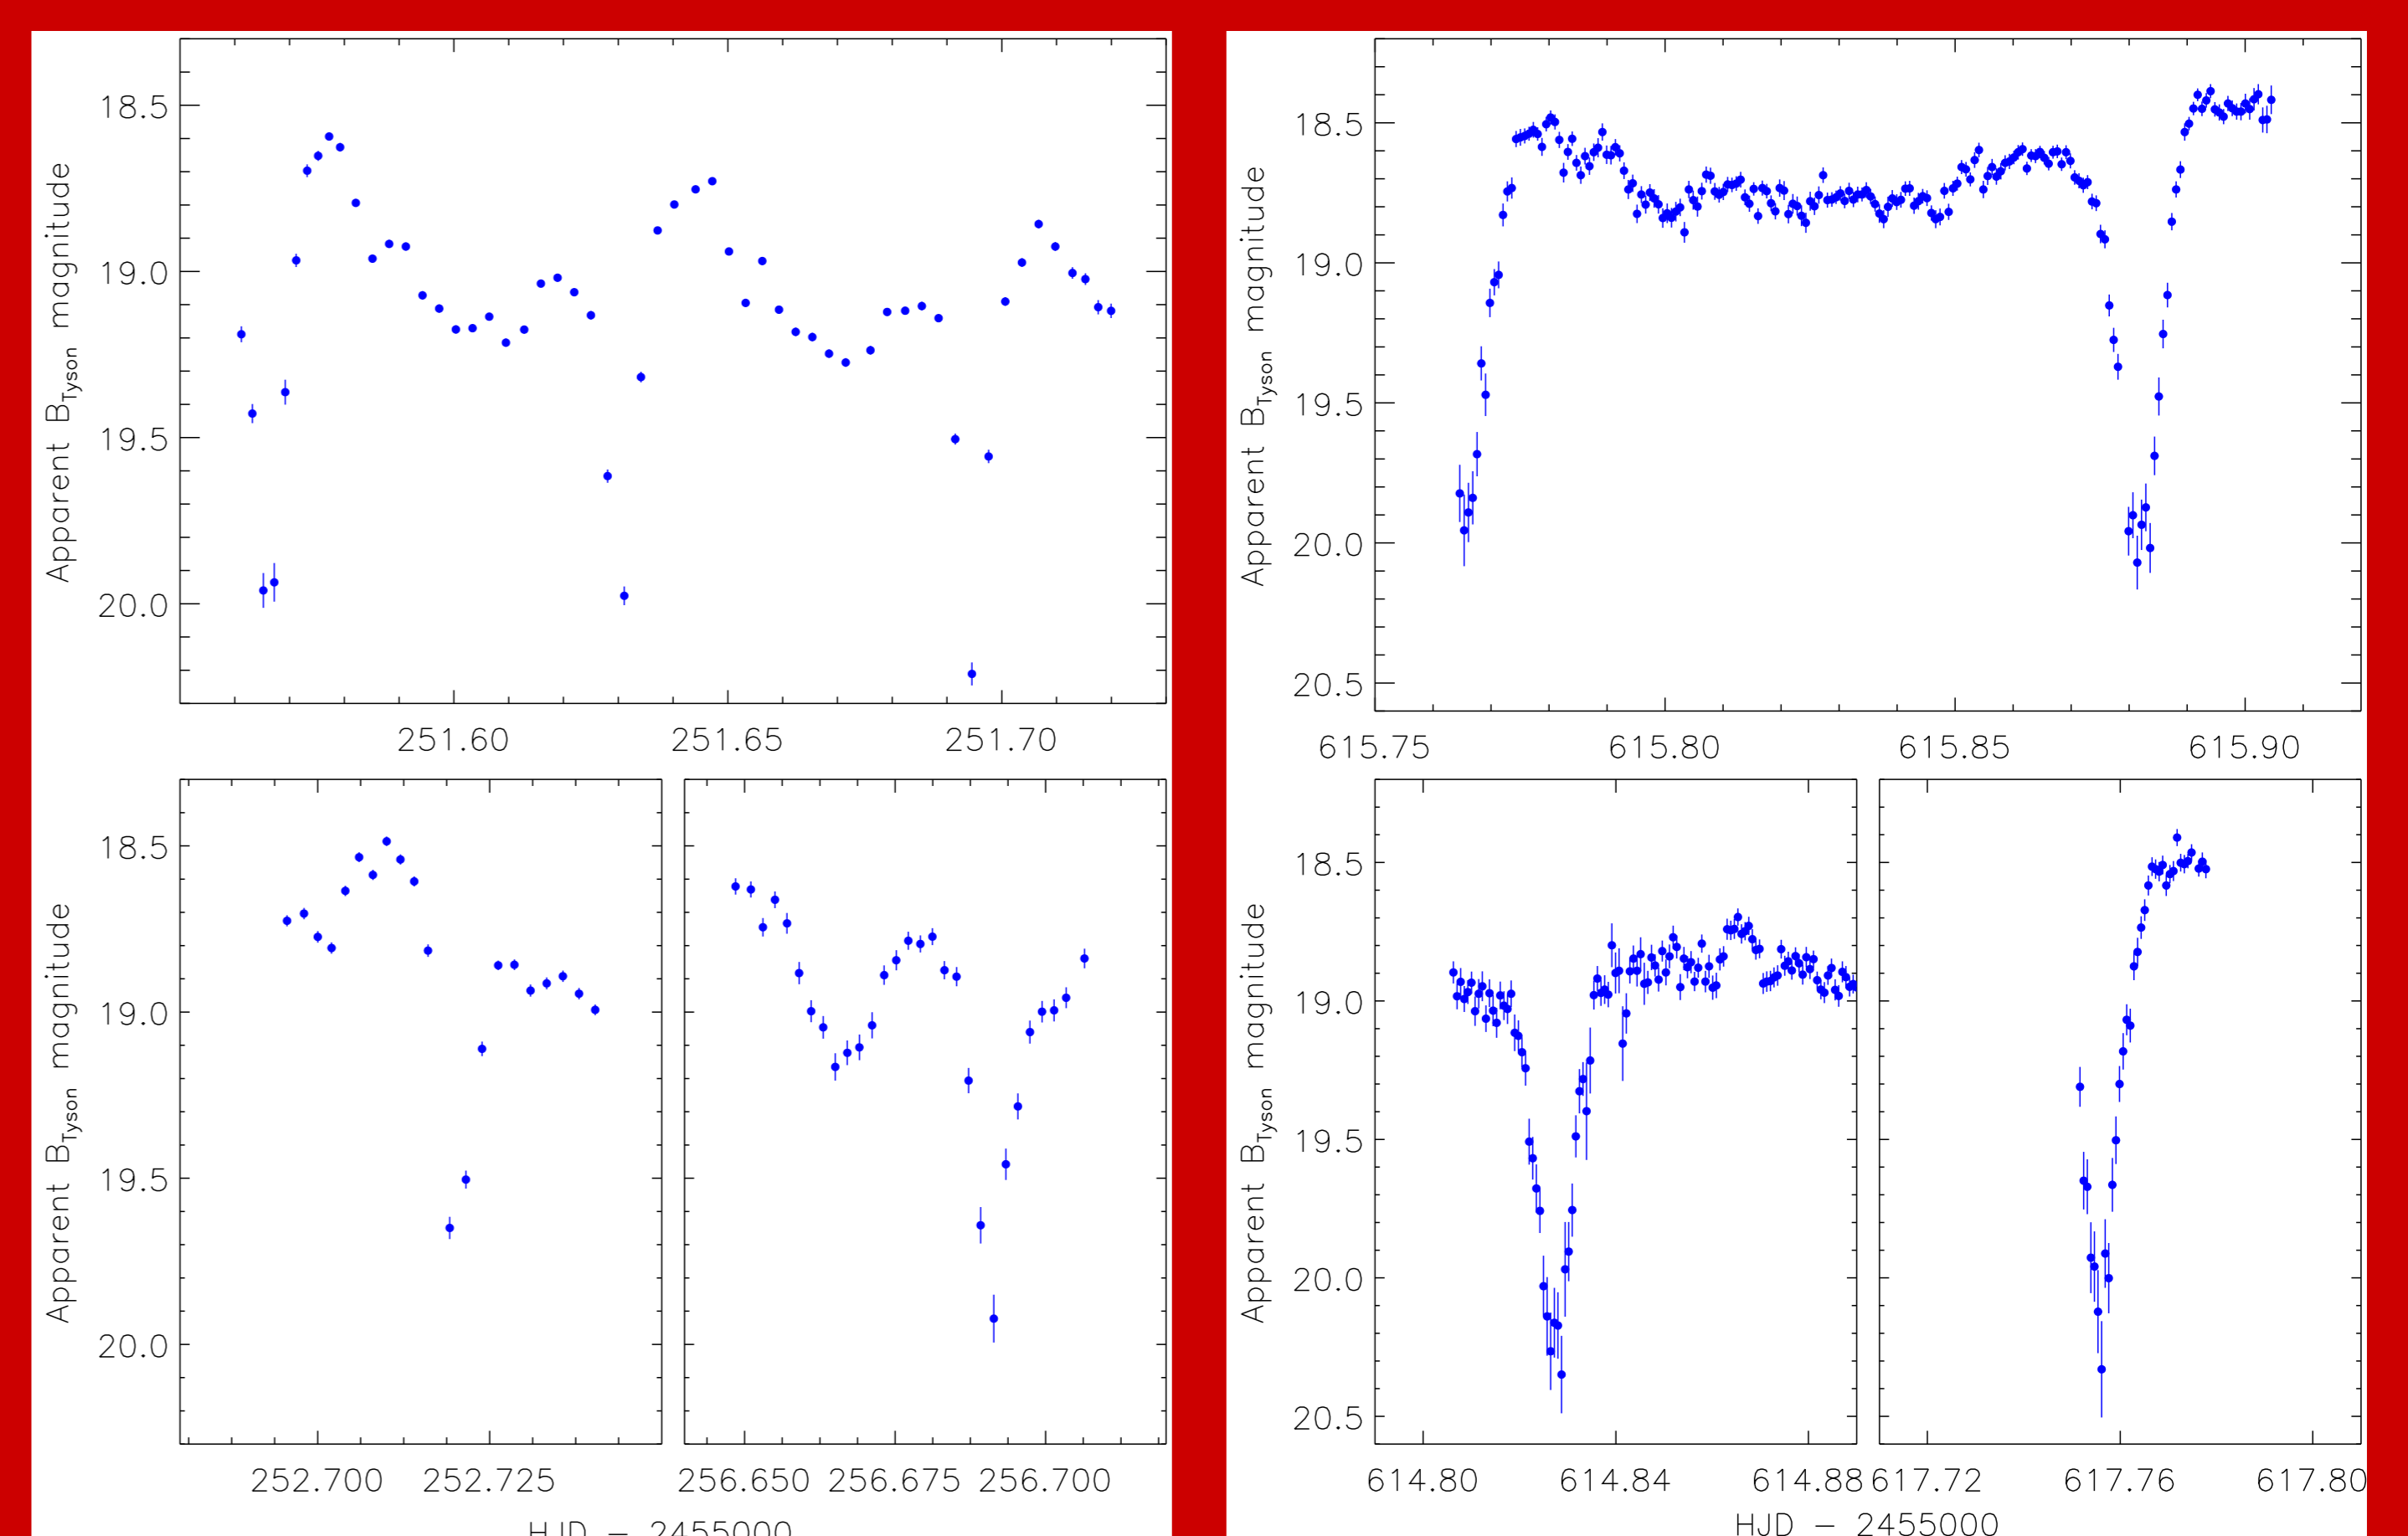 Apparent B_Tyson magnitude
18.5
19.0
19.5
20.0
251.60 251.65 251.70
Apparent B_Tyson magnitude
18.5
19.0
19.5
20.0
252.700 252.725
256.650 256.675 256.700
HJD – 2455000
Apparent B_Tyson magnitude
18.5
19.0
19.5
20.0
20.5
615.75 615.80 615.85 615.90
Apparent B_Tyson magnitude
18.5
19.0
19.5
20.0
20.5
614.80 614.84 614.88
617.72 617.76 617.80
HJD – 2455000